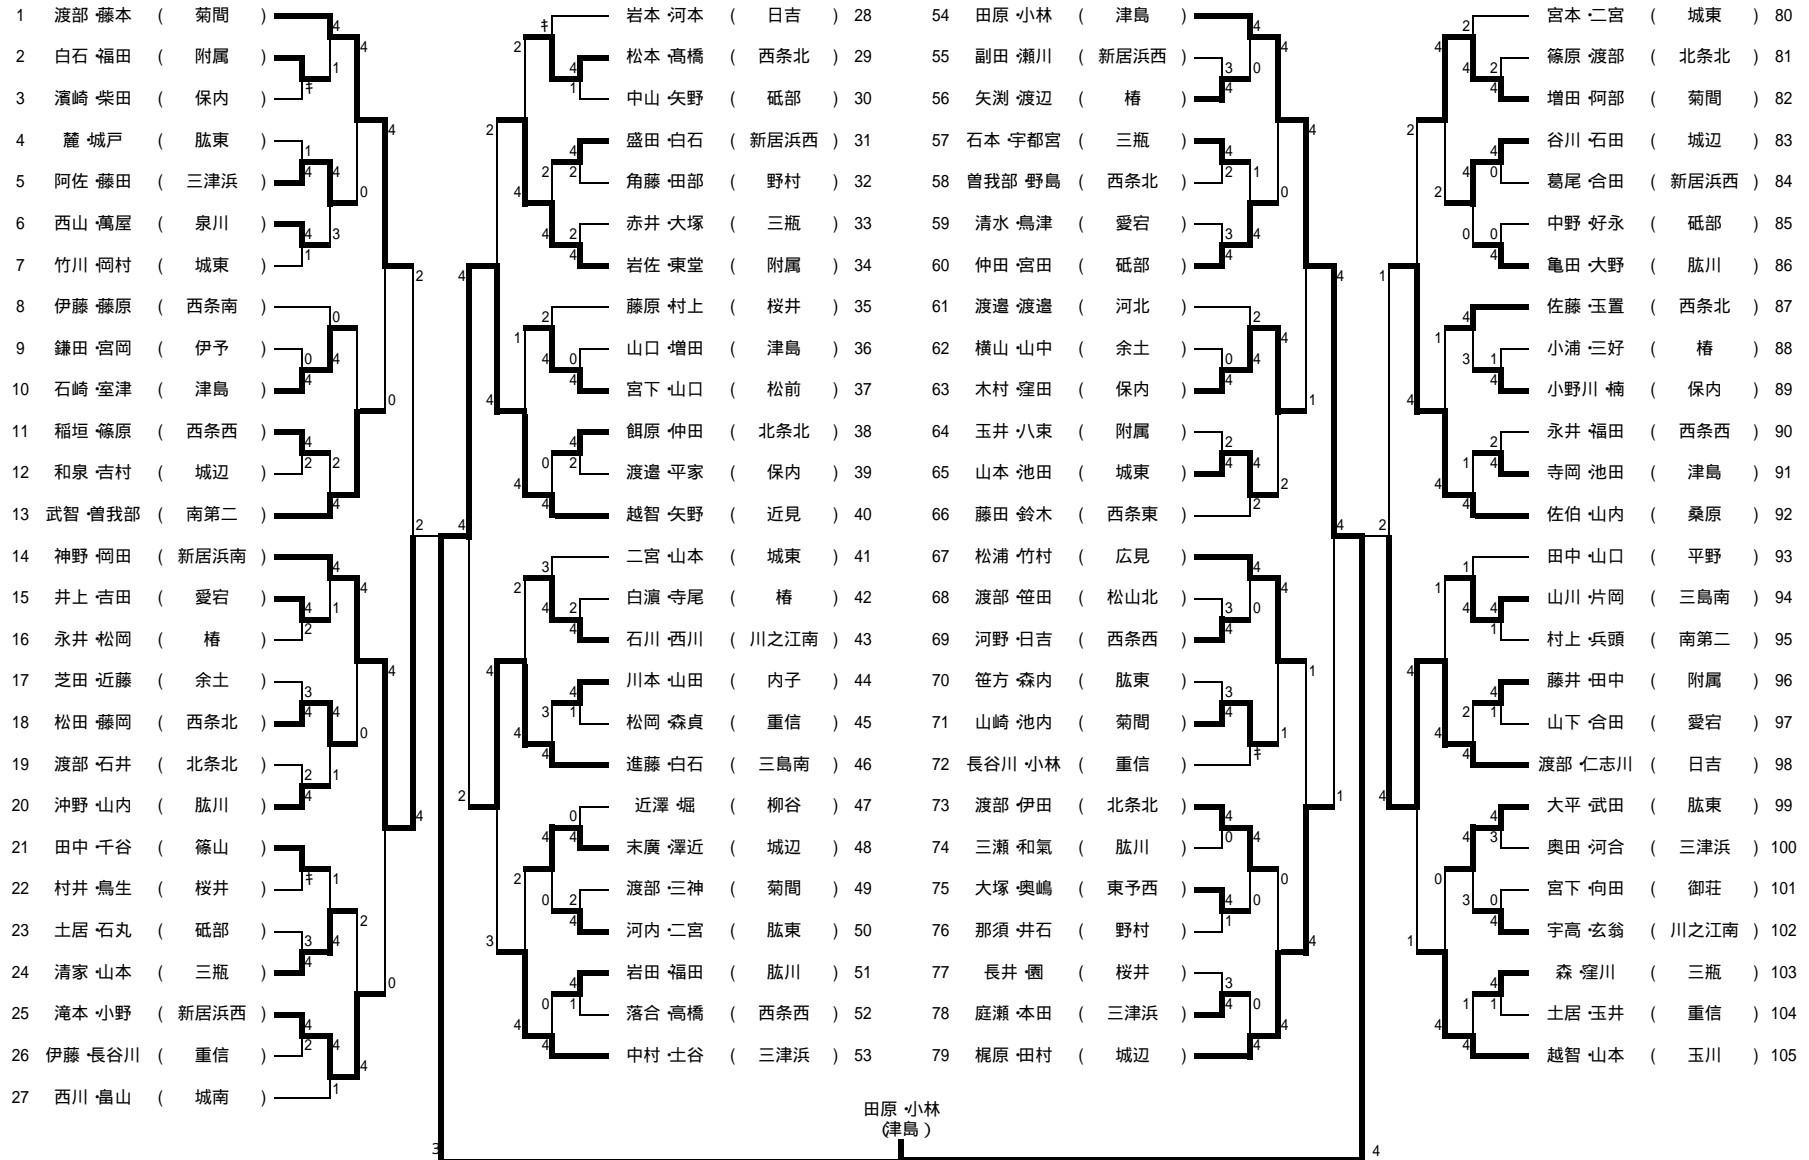 1 渡部・藤本 ( 菊間 )
2 白石・福田 ( 附属 )
3 濱崎・柴田 ( 保内 )
4 麓・城戸 ( 肱東 )
5 阿佐・藤田 ( 三津浜 )
6 西山・萬屋 ( 泉川 )
7 竹川・岡村 ( 城東 )
8 伊藤・藤原 ( 西条南 )
9 鎌田・宮岡 ( 伊予 )
10 石崎・室津 ( 津島 )
11 稲垣・篠原 ( 西条西 )
12 和泉・吉村 ( 城辺 )
13 武智・曽我部 ( 南第二 )
14 神野・岡田 ( 新居浜南 )
15 井上・吉田 ( 愛宕 )
16 永井・松岡 ( 椿 )
17 芝田・近藤 ( 余土 )
18 松田・藤岡 ( 西条北 )
19 渡部・石井 ( 北条北 )
20 沖野・山内 ( 肱川 )
21 田中・千谷 ( 篠山 )
22 村井・鳥生 ( 桜井 )
23 土居・石丸 ( 砥部 )
24 清家・山本 ( 三瓶 )
25 滝本・小野 ( 新居浜西 )
26 伊藤・長谷川 ( 重信 )
27 西川・畠山 ( 城南 )
岩本・河本 ( 日吉 ) 28
松本・髙橋 ( 西条北 ) 29
中山・矢野 ( 砥部 ) 30
盛田・白石 ( 新居浜西 ) 31
角藤・田部 ( 野村 ) 32
赤井・大塚 ( 三瓶 ) 33
岩佐・東堂 ( 附属 ) 34
藤原・村上 ( 桜井 ) 35
山口・増田 ( 津島 ) 36
宮下・山口 ( 松前 ) 37
餌原・仲田 ( 北条北 ) 38
渡邉・平家 ( 保内 ) 39
越智・矢野 ( 近見 ) 40
二宮・山本 ( 城東 ) 41
白濵・寺尾 ( 椿 ) 42
石川・西川 ( 川之江南 ) 43
川本・山田 ( 内子 ) 44
松岡・森貞 ( 重信 ) 45
進藤・白石 ( 三島南 ) 46
近澤・堀 ( 柳谷 ) 47
末廣・澤近 ( 城辺 ) 48
渡部・三神 ( 菊間 ) 49
河内・二宮 ( 肱東 ) 50
岩田・福田 ( 肱川 ) 51
落合・高橋 ( 西条西 ) 52
中村・土谷 ( 三津浜 ) 53
54 田原・小林 ( 津島 )
55 副田・瀬川 ( 新居浜西 )
56 矢渕・渡辺 ( 椿 )
57 石本・宇都宮 ( 三瓶 )
58 曽我部・野島 ( 西条北 )
59 清水・鳥津 ( 愛宕 )
60 仲田・宮田 ( 砥部 )
61 渡邉・渡邉 ( 河北 )
62 横山・山中 ( 余土 )
63 木村・窪田 ( 保内 )
64 玉井・八束 ( 附属 )
65 山本・池田 ( 城東 )
66 藤田・鈴木 ( 西条東 )
67 松浦・竹村 ( 広見 )
68 渡部・笹田 ( 松山北 )
69 河野・日吉 ( 西条西 )
70 笹方・森内 ( 肱東 )
71 山崎・池内 ( 菊間 )
72 長谷川・小林 ( 重信 )
73 渡部・伊田 ( 北条北 )
74 三瀬・和氣 ( 肱川 )
75 大塚・奥嶋 ( 東予西 )
76 那須・井石 ( 野村 )
77 長井・園 ( 桜井 )
78 庭瀬・本田 ( 三津浜 )
79 梶原・田村 ( 城辺 )
宮本・二宮 ( 城東 ) 80
篠原・渡部 ( 北条北 ) 81
増田・阿部 ( 菊間 ) 82
谷川・石田 ( 城辺 ) 83
葛尾・合田 ( 新居浜西 ) 84
中野・好永 ( 砥部 ) 85
亀田・大野 ( 肱川 ) 86
佐藤・玉置 ( 西条北 ) 87
小浦・三好 ( 椿 ) 88
小野川・楠 ( 保内 ) 89
永井・福田 ( 西条西 ) 90
寺岡・池田 ( 津島 ) 91
佐伯・山内 ( 桑原 ) 92
田中・山口 ( 平野 ) 93
山川・片岡 ( 三島南 ) 94
村上・兵頭 ( 南第二 ) 95
藤井・田中 ( 附属 ) 96
山下・合田 ( 愛宕 ) 97
渡部・仁志川 ( 日吉 ) 98
大平・武田 ( 肱東 ) 99
奥田・河合 ( 三津浜 ) 100
宮下・向田 ( 御荘 ) 101
宇高・玄翁 ( 川之江南 ) 102
森・窪川 ( 三瓶 ) 103
土居・玉井 ( 重信 ) 104
越智・山本 ( 玉川 ) 105
田原・小林
(津島)
3
4